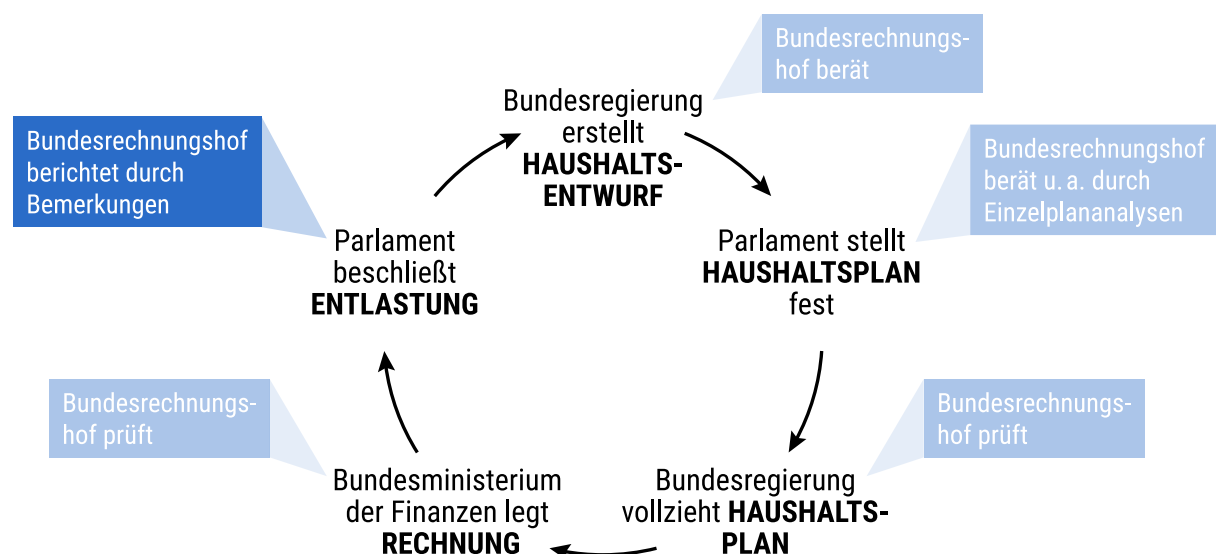 Bundesrechnungs-
hof berät
Bundesregierung
erstellt
HAUSHALTS-
ENTWURF
Bundesrechnungshof
berichtet durch
Bemerkungen
Bundesrechnungshof
berät u. a. durch
Einzelplananalysen
Parlament
beschließt
ENTLASTUNG
Parlament stellt
HAUSHALTSPLAN
fest
Bundesrechnungs-
hof prüft
Bundesrechnungs-
hof prüft
Bundesministerium
der Finanzen legt
RECHNUNG
Bundesregierung
vollzieht HAUSHALTS-
PLAN